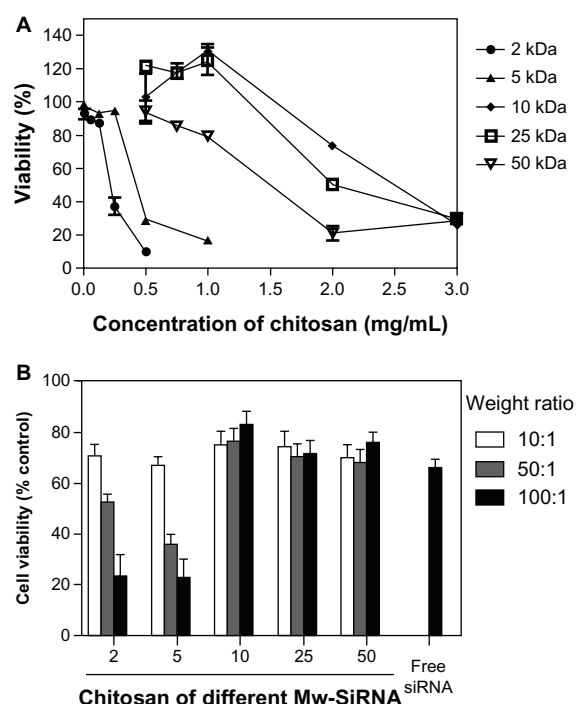 A
140
120
100
80
60
40
20
0
Viability (%)
0.0 0.5 1.0 1.5 2.0 2.5 3.0
Concentration of chitosan (mg/mL)
2 kDa
5 kDa
10 kDa
25 kDa
50 kDa
B
100
80
60
40
20
0
Cell viability (% control)
2 5 10 25 50 Free
siRNA
Chitosan of different Mw-SiRNA
Weight ratio
10:1
50:1
100:1